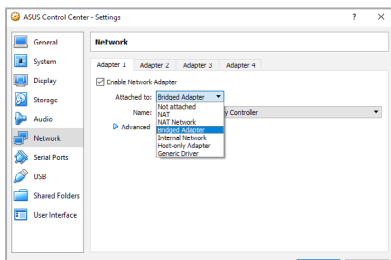 ASUS Control Center - Settings ? ×
General
System
Display
Storage
Audio
Network
Serial Ports
USB
Shared Folders
User Interface
Network
Adapter 1 Adapter 2 Adapter 3 Adapter 4
Enable Network Adapter
Attached to: Bridged Adapter
Not attached
NAT
NAT Network
Bridged Adapter
Internal Network
Host-only Adapter
Generic Driver
Name: y Controller
Advanced